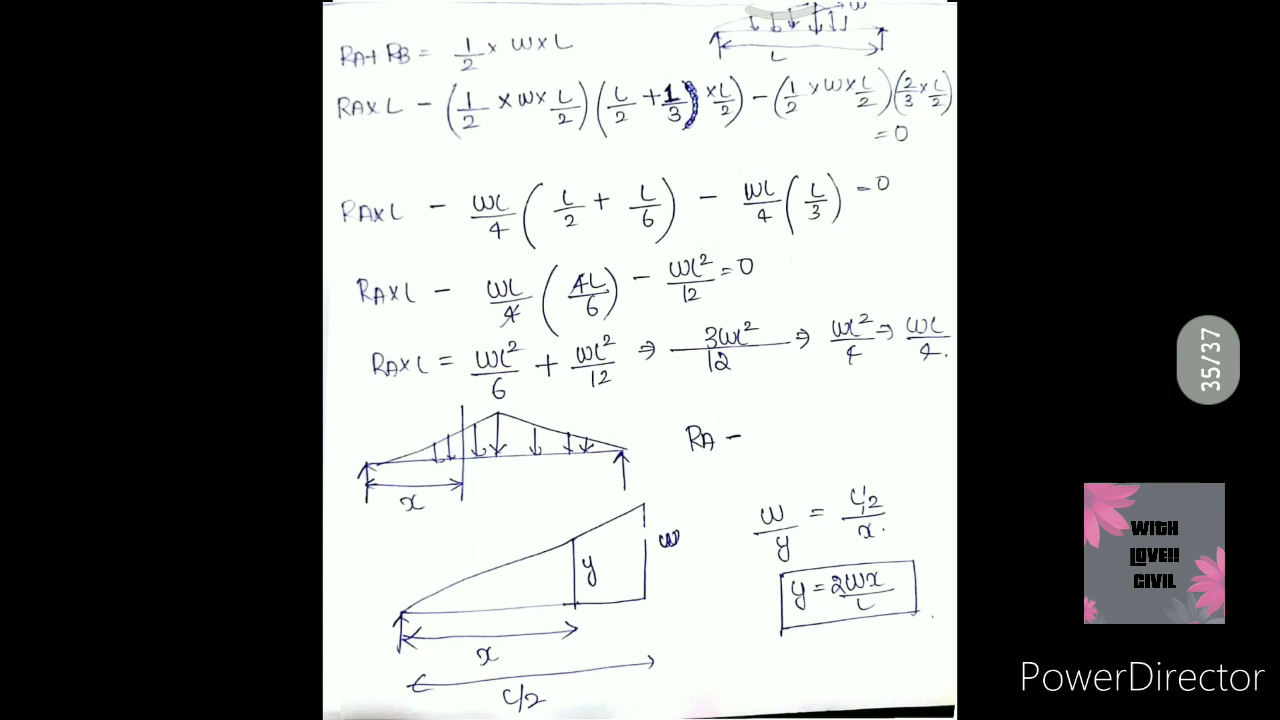 w
L
RA+RB = 1/2 × w×L
RA×L − (1/2 × w× L/2) (L/2 + 1/3) × L/2) − (1/2 × w× L/2) (2/3 × L/2)
= 0
RA×L − wL/4 (L/2 + L/6) − wL/4 (L/3) = 0
RA×L − wL/4 (4L/6) − wL²/12 = 0
RA×L = wL²/6 + wL²/12 ⇒ 3wL²/12 ⇒ wL²/4 ⇒ wL/4.
RA −
x
w/y = L/2/x.
y
w
y = 2wx/L
x
L/2
35/37
WITH
LOVE!!
CIVIL
PowerDirector